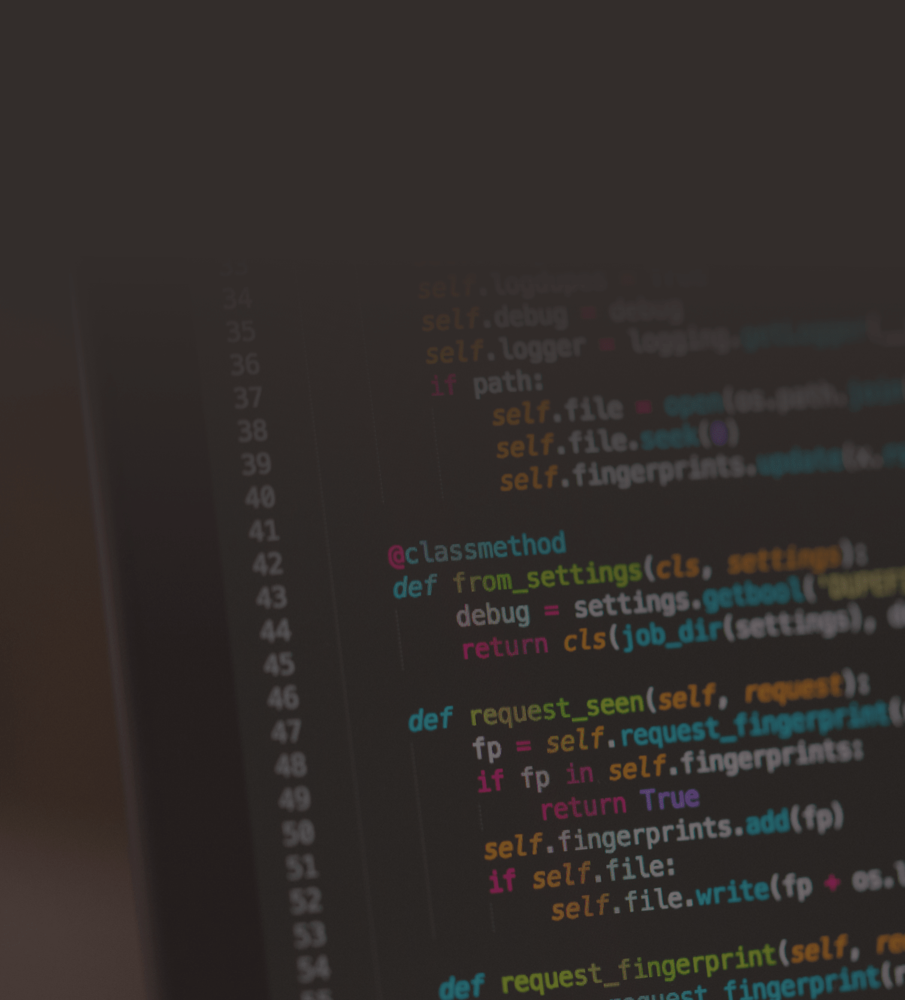 34 self.logdupes =
35 self.debug = debug
36 self.logger = logging.getLogger(
37 if path:
38 self.file = open(os.path.join(
39 self.file.seek(0)
40 self.fingerprints.update(
41
42 @classmethod
43 def from_settings(cls, settings):
44 debug = settings.getbool('DUPEFI
45 return cls(job_dir(settings), d
46
47 def request_seen(self, request):
48 fp = self.request_fingerprint(
49 if fp in self.fingerprints:
50 return True
51 self.fingerprints.add(fp)
52 if self.file:
53 self.file.write(fp + os.l
54
55 def request_fingerprint(self, re
request_fingerprint(r